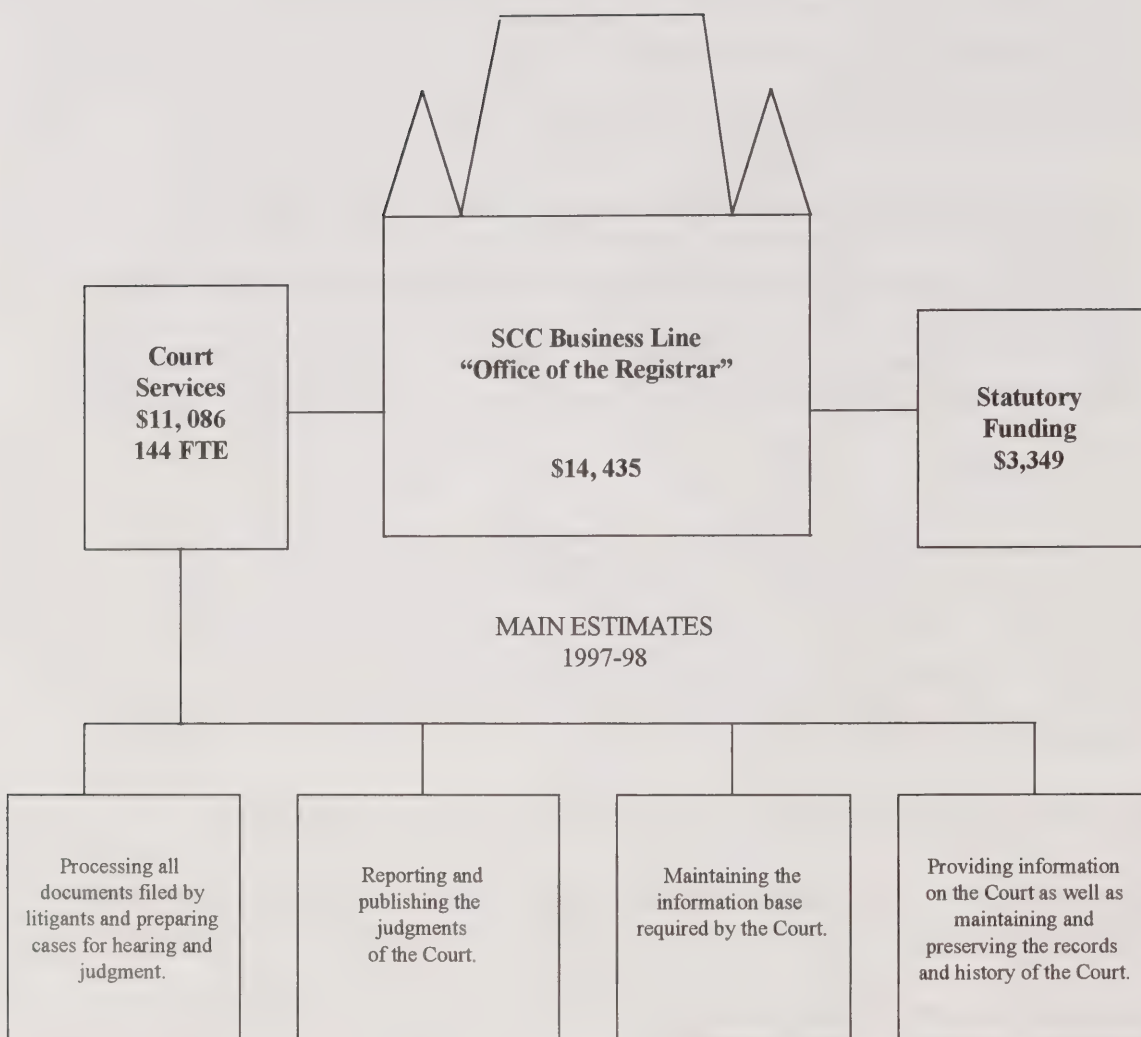 Court
Services
$11, 086
144 FTE
SCC Business Line
“Office of the Registrar”
$14, 435
Statutory
Funding
$3,349
MAIN ESTIMATES
1997-98
Processing all
documents filed by
litigants and preparing
cases for hearing and
judgment.
Reporting and
publishing the
judgments
of the Court.
Maintaining the
information base
required by the Court.
Providing information
on the Court as well as
maintaining and
preserving the records
and history of the Court.